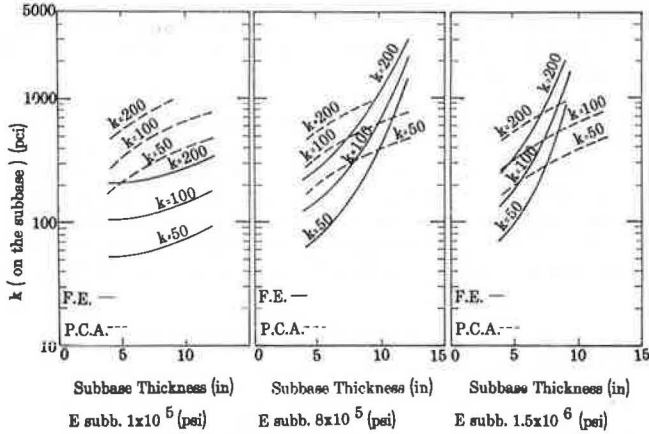 5000
1000
100
10
k ( on the subbase ) (pci)
k=200
k=100
k=50
k=200
k=100
k=50
F.E. —
P.C.A.----
0 5 10 15
Subbase Thickness (in)
E subb. 1x10 5 (psi)
k=200
k=200
k=100
k=50
k=100
k=50
F.E. —
P.C.A.----
0 5 10 15
Subbase Thickness (in)
E subb. 8x10 5 (psi)
k=200
k=200
k=100
k=50
k=100
k=50
F.E. —
P.C.A.----
0 5 10 15
Subbase Thickness (in)
E subb. 1.5x10 6 (psi)